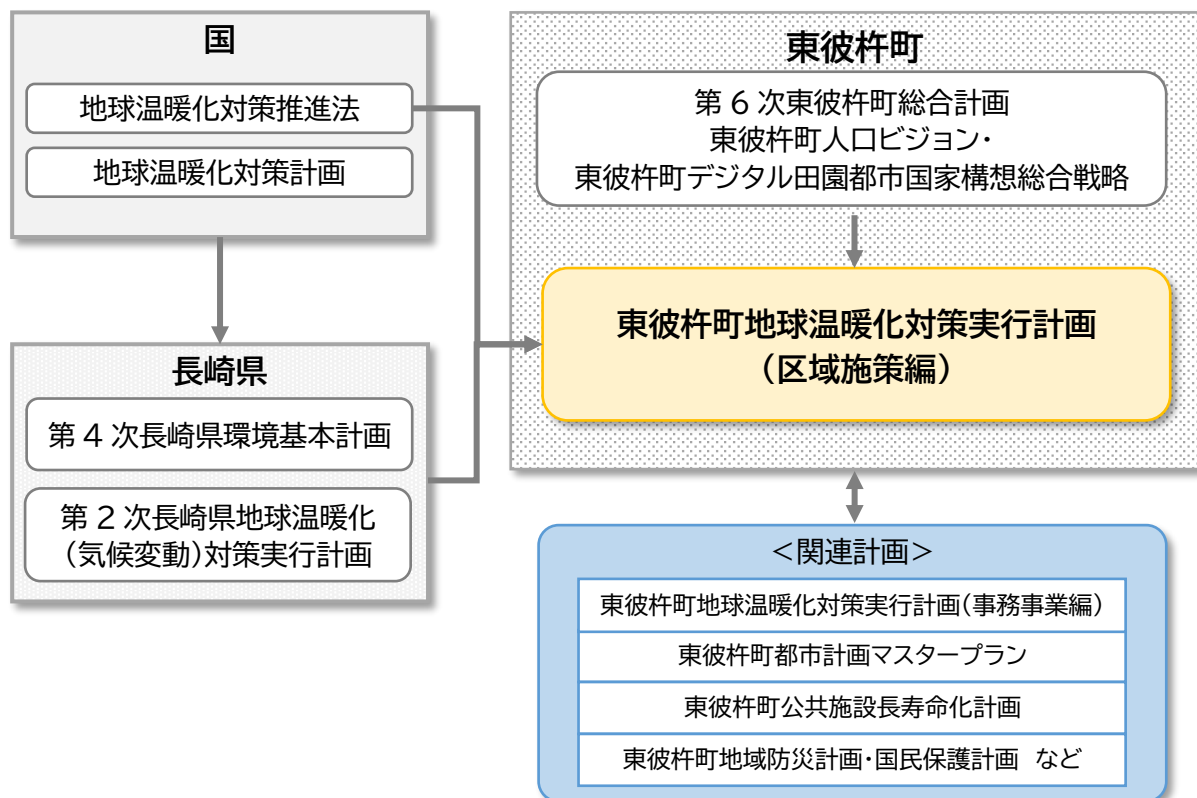 国
地球温暖化対策推進法
地球温暖化対策計画
長崎県
第4次長崎県環境基本計画
第2次長崎県地球温暖化
(気候変動)対策実行計画
東彼杵町
第6次東彼杵町総合計画
東彼杵町人口ビジョン・
東彼杵町デジタル田園都市国家構想総合戦略
東彼杵町地球温暖化対策実行計画
(区域施策編)
<関連計画>
東彼杵町地球温暖化対策実行計画(事務事業編)
東彼杵町都市計画マスタープラン
東彼杵町公共施設長寿命化計画
東彼杵町地域防災計画・国民保護計画 など